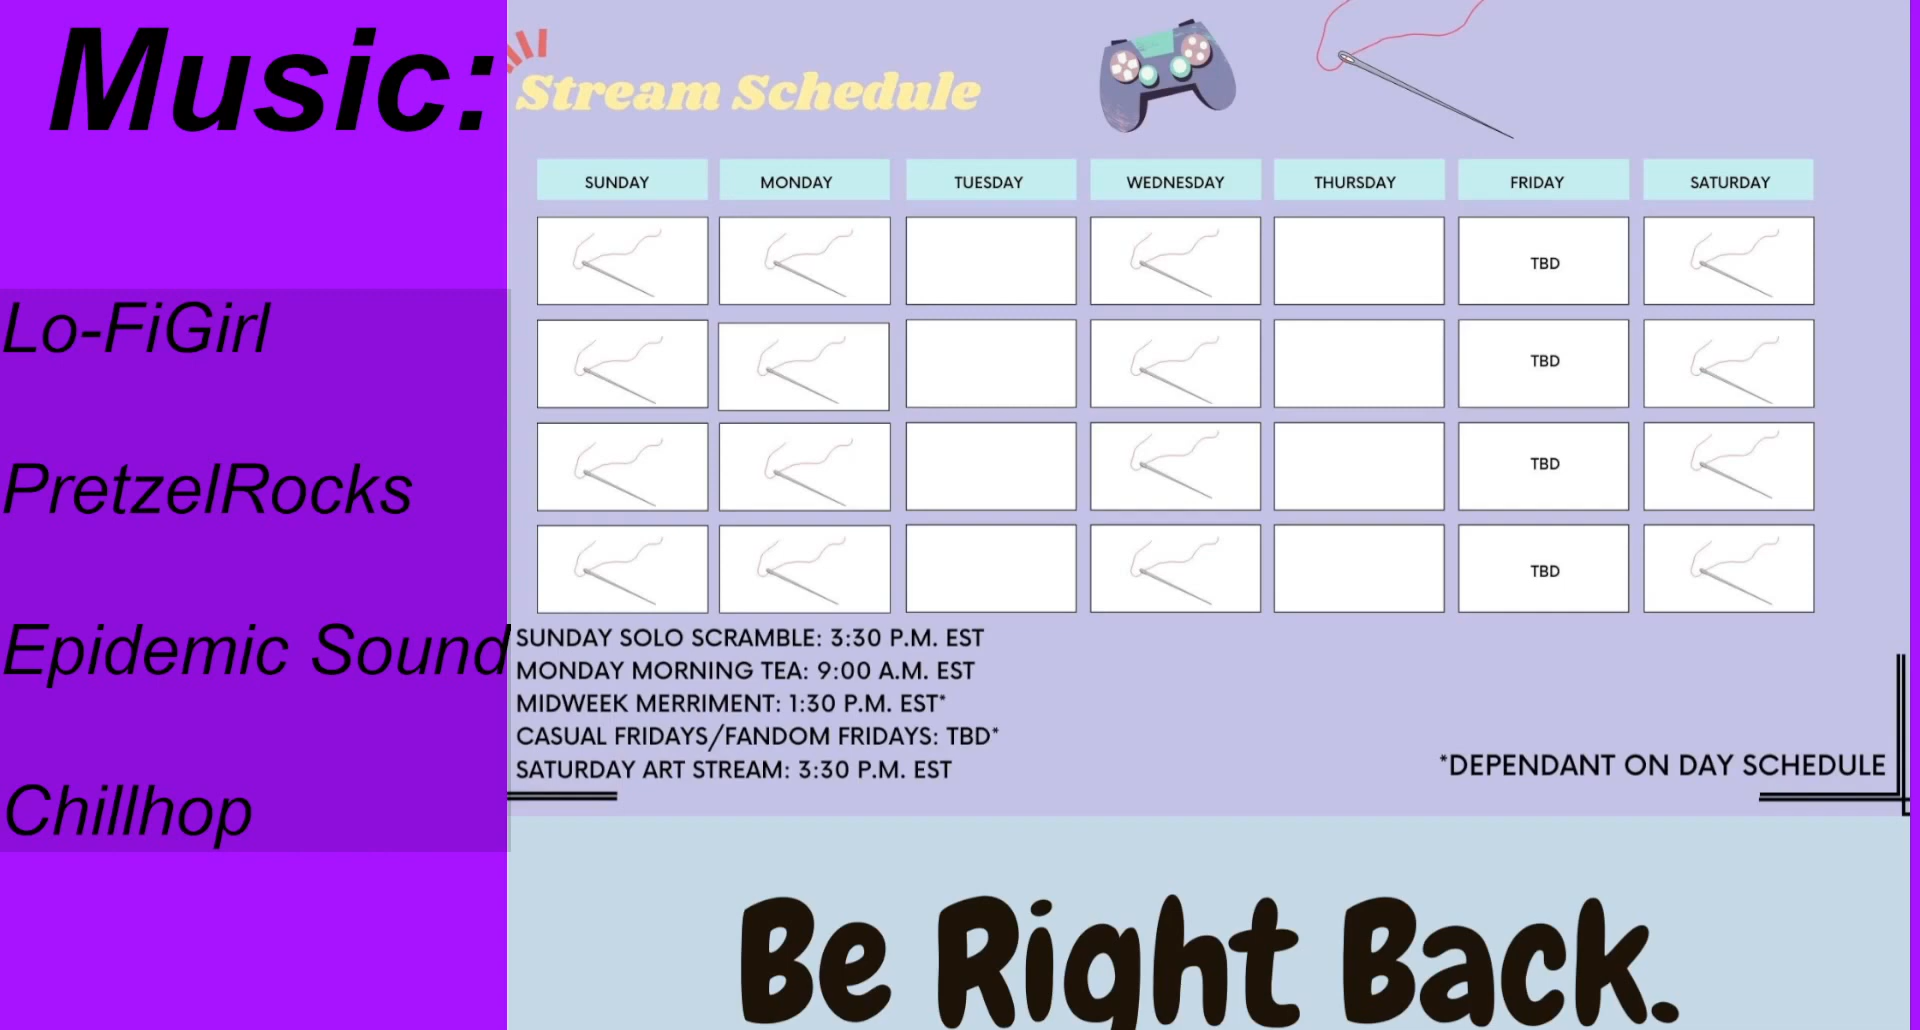 Music:
Lo-FiGirl
PretzelRocks
Epidemic Sound
Chillhop
Stream Schedule
SUNDAY MONDAY TUESDAY WEDNESDAY THURSDAY FRIDAY SATURDAY
TBD
TBD
TBD
TBD
SUNDAY SOLO SCRAMBLE: 3:30 P.M. EST
MONDAY MORNING TEA: 9:00 A.M. EST
MIDWEEK MERRIMENT: 1:30 P.M. EST*
CASUAL FRIDAYS/FANDOM FRIDAYS: TBD*
SATURDAY ART STREAM: 3:30 P.M. EST
*DEPENDANT ON DAY SCHEDULE
Be Right Back.